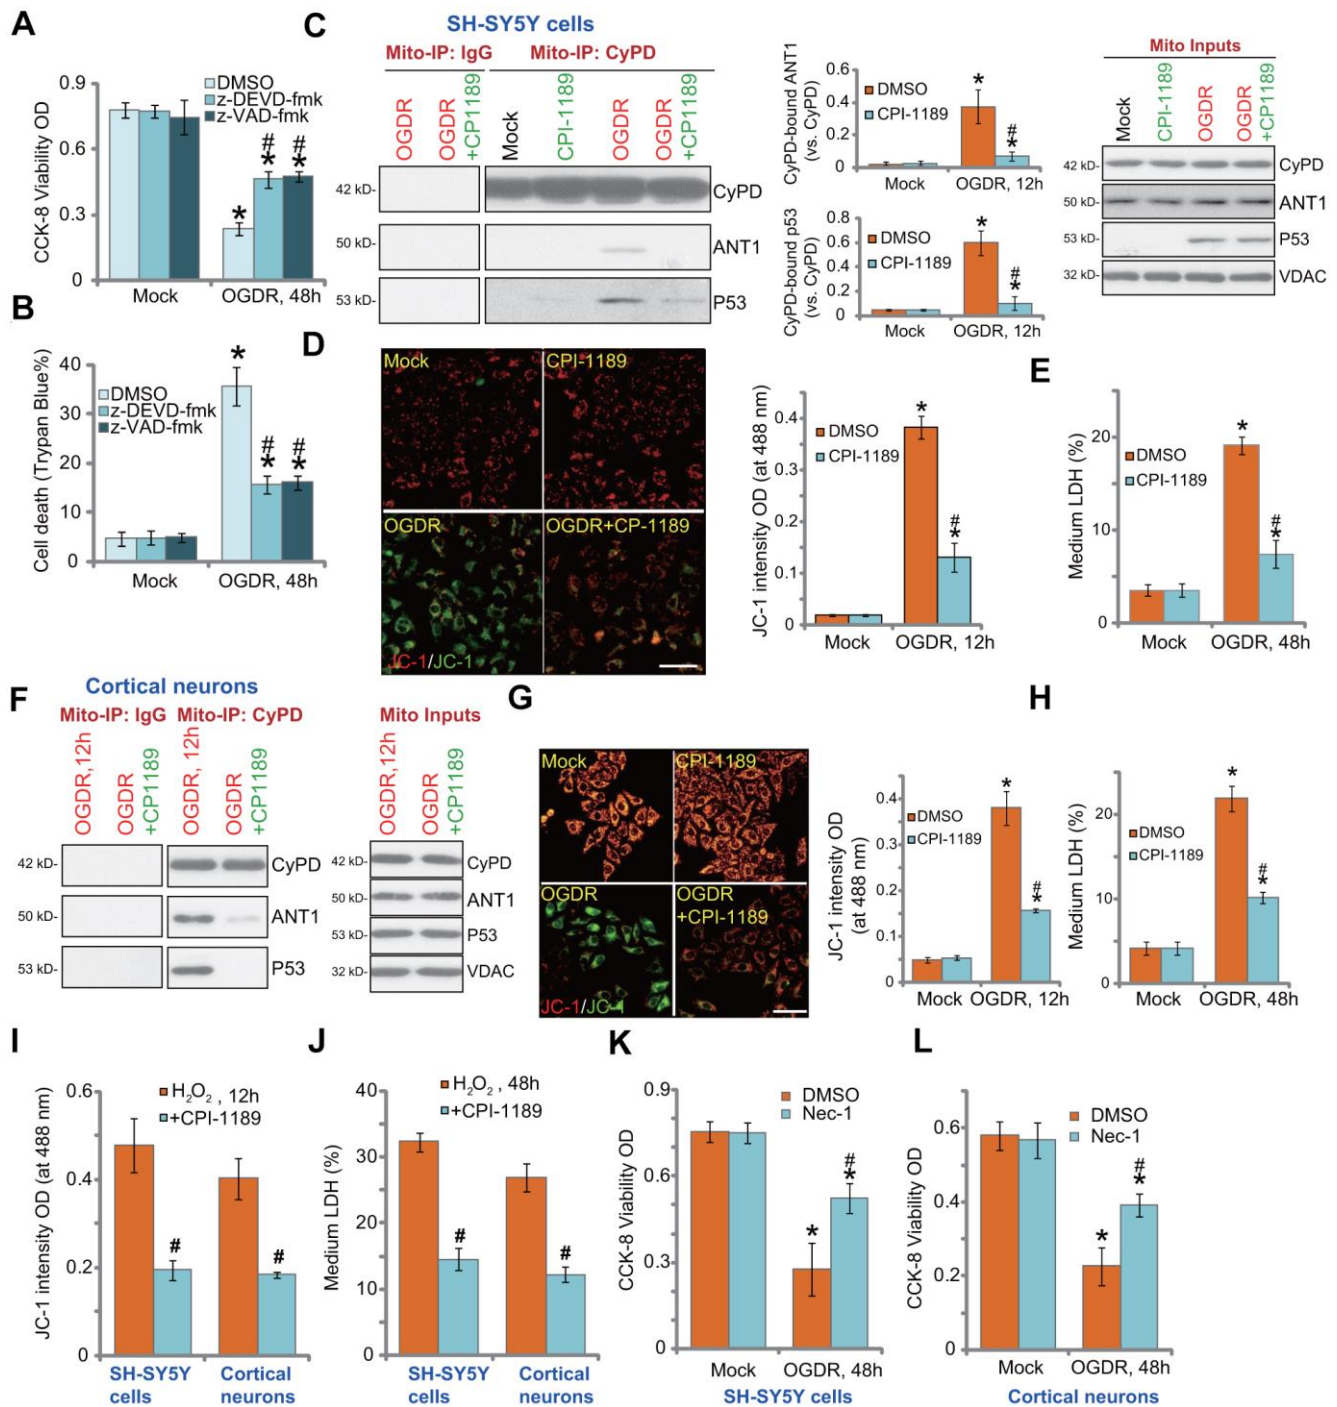 A
CCK-8 Viability OD
0.9
0.6
0.3
0
DMSO
z-DEVD-fmk
z-VAD-fmk
*
#
*
#
*
Mock
OGDR, 48h
B
Cell death (Trypan Blue%)
40
30
20
10
0
DMSO
z-DEVD-fmk
z-VAD-fmk
*
#
*
#
*
Mock
OGDR, 48h
C
SH-SY5Y cells
Mito-IP: IgG
Mito-IP: CyPD
OGDR
OGDR
+CP1189
Mock
CPI-1189
OGDR
OGDR
+CP1189
42 kD-
CyPD
50 kD-
ANT1
53 kD-
P53
CyPD-bound ANT1
(vs. CyPD)
0.6
0.4
0.2
0
DMSO
CPI-1189
*
#
*
Mock
OGDR, 12h
CyPD-bound p53
(vs. CyPD)
0.8
0.6
0.4
0.2
0
DMSO
CPI-1189
*
#
*
Mock
OGDR, 12h
Mito Inputs
Mock
CPI-1189
OGDR
OGDR
+CP1189
42 kD-
CyPD
50 kD-
ANT1
53 kD-
P53
32 kD-
VDAC
D
Mock
CPI-1189
OGDR
OGDR+CP-1189
JC-1/JC-1
JC-1 intensity OD (at 488 nm)
0.4
0.3
0.2
0.1
0
DMSO
CPI-1189
*
#
*
Mock
OGDR, 12h
E
Medium LDH (%)
20
10
0
DMSO
CPI-1189
*
#
*
Mock
OGDR, 48h
F
Cortical neurons
Mito-IP: IgG
Mito-IP: CyPD
OGDR,12h
OGDR
+CP1189
OGDR, 12h
OGDR
+CP1189
42 kD-
CyPD
50 kD-
ANT1
53 kD-
P53
Mito Inputs
OGDR,12h
OGDR
+CP1189
42 kD-
CyPD
50 kD-
ANT1
53 kD-
P53
32 kD-
VDAC
G
Mock
CPI-1189
OGDR
OGDR
+CPI-1189
JC-1/JC-1
JC-1 intensity OD
(at 488 nm)
0.4
0.3
0.2
0.1
0
DMSO
CPI-1189
*
#
*
Mock
OGDR, 12h
H
Medium LDH (%)
20
10
0
DMSO
CPI-1189
*
#
*
Mock
OGDR, 48h
I
JC-1 intensity OD (at 488 nm)
0.6
0.4
0.2
0
H₂O₂ , 12h
+CPI-1189
#
#
SH-SY5Y
cells
Cortical
neurons
J
Medium LDH (%)
40
30
20
10
0
H₂O₂ , 48h
+CPI-1189
#
#
SH-SY5Y
cells
Cortical
neurons
K
CCK-8 Viability OD
0.9
0.6
0.3
0
DMSO
Nec-1
*
#
*
Mock
OGDR, 48h
SH-SY5Y cells
L
CCK-8 Viability OD
0.6
0.4
0.2
0
DMSO
Nec-1
*
#
*
Mock
OGDR, 48h
Cortical neurons